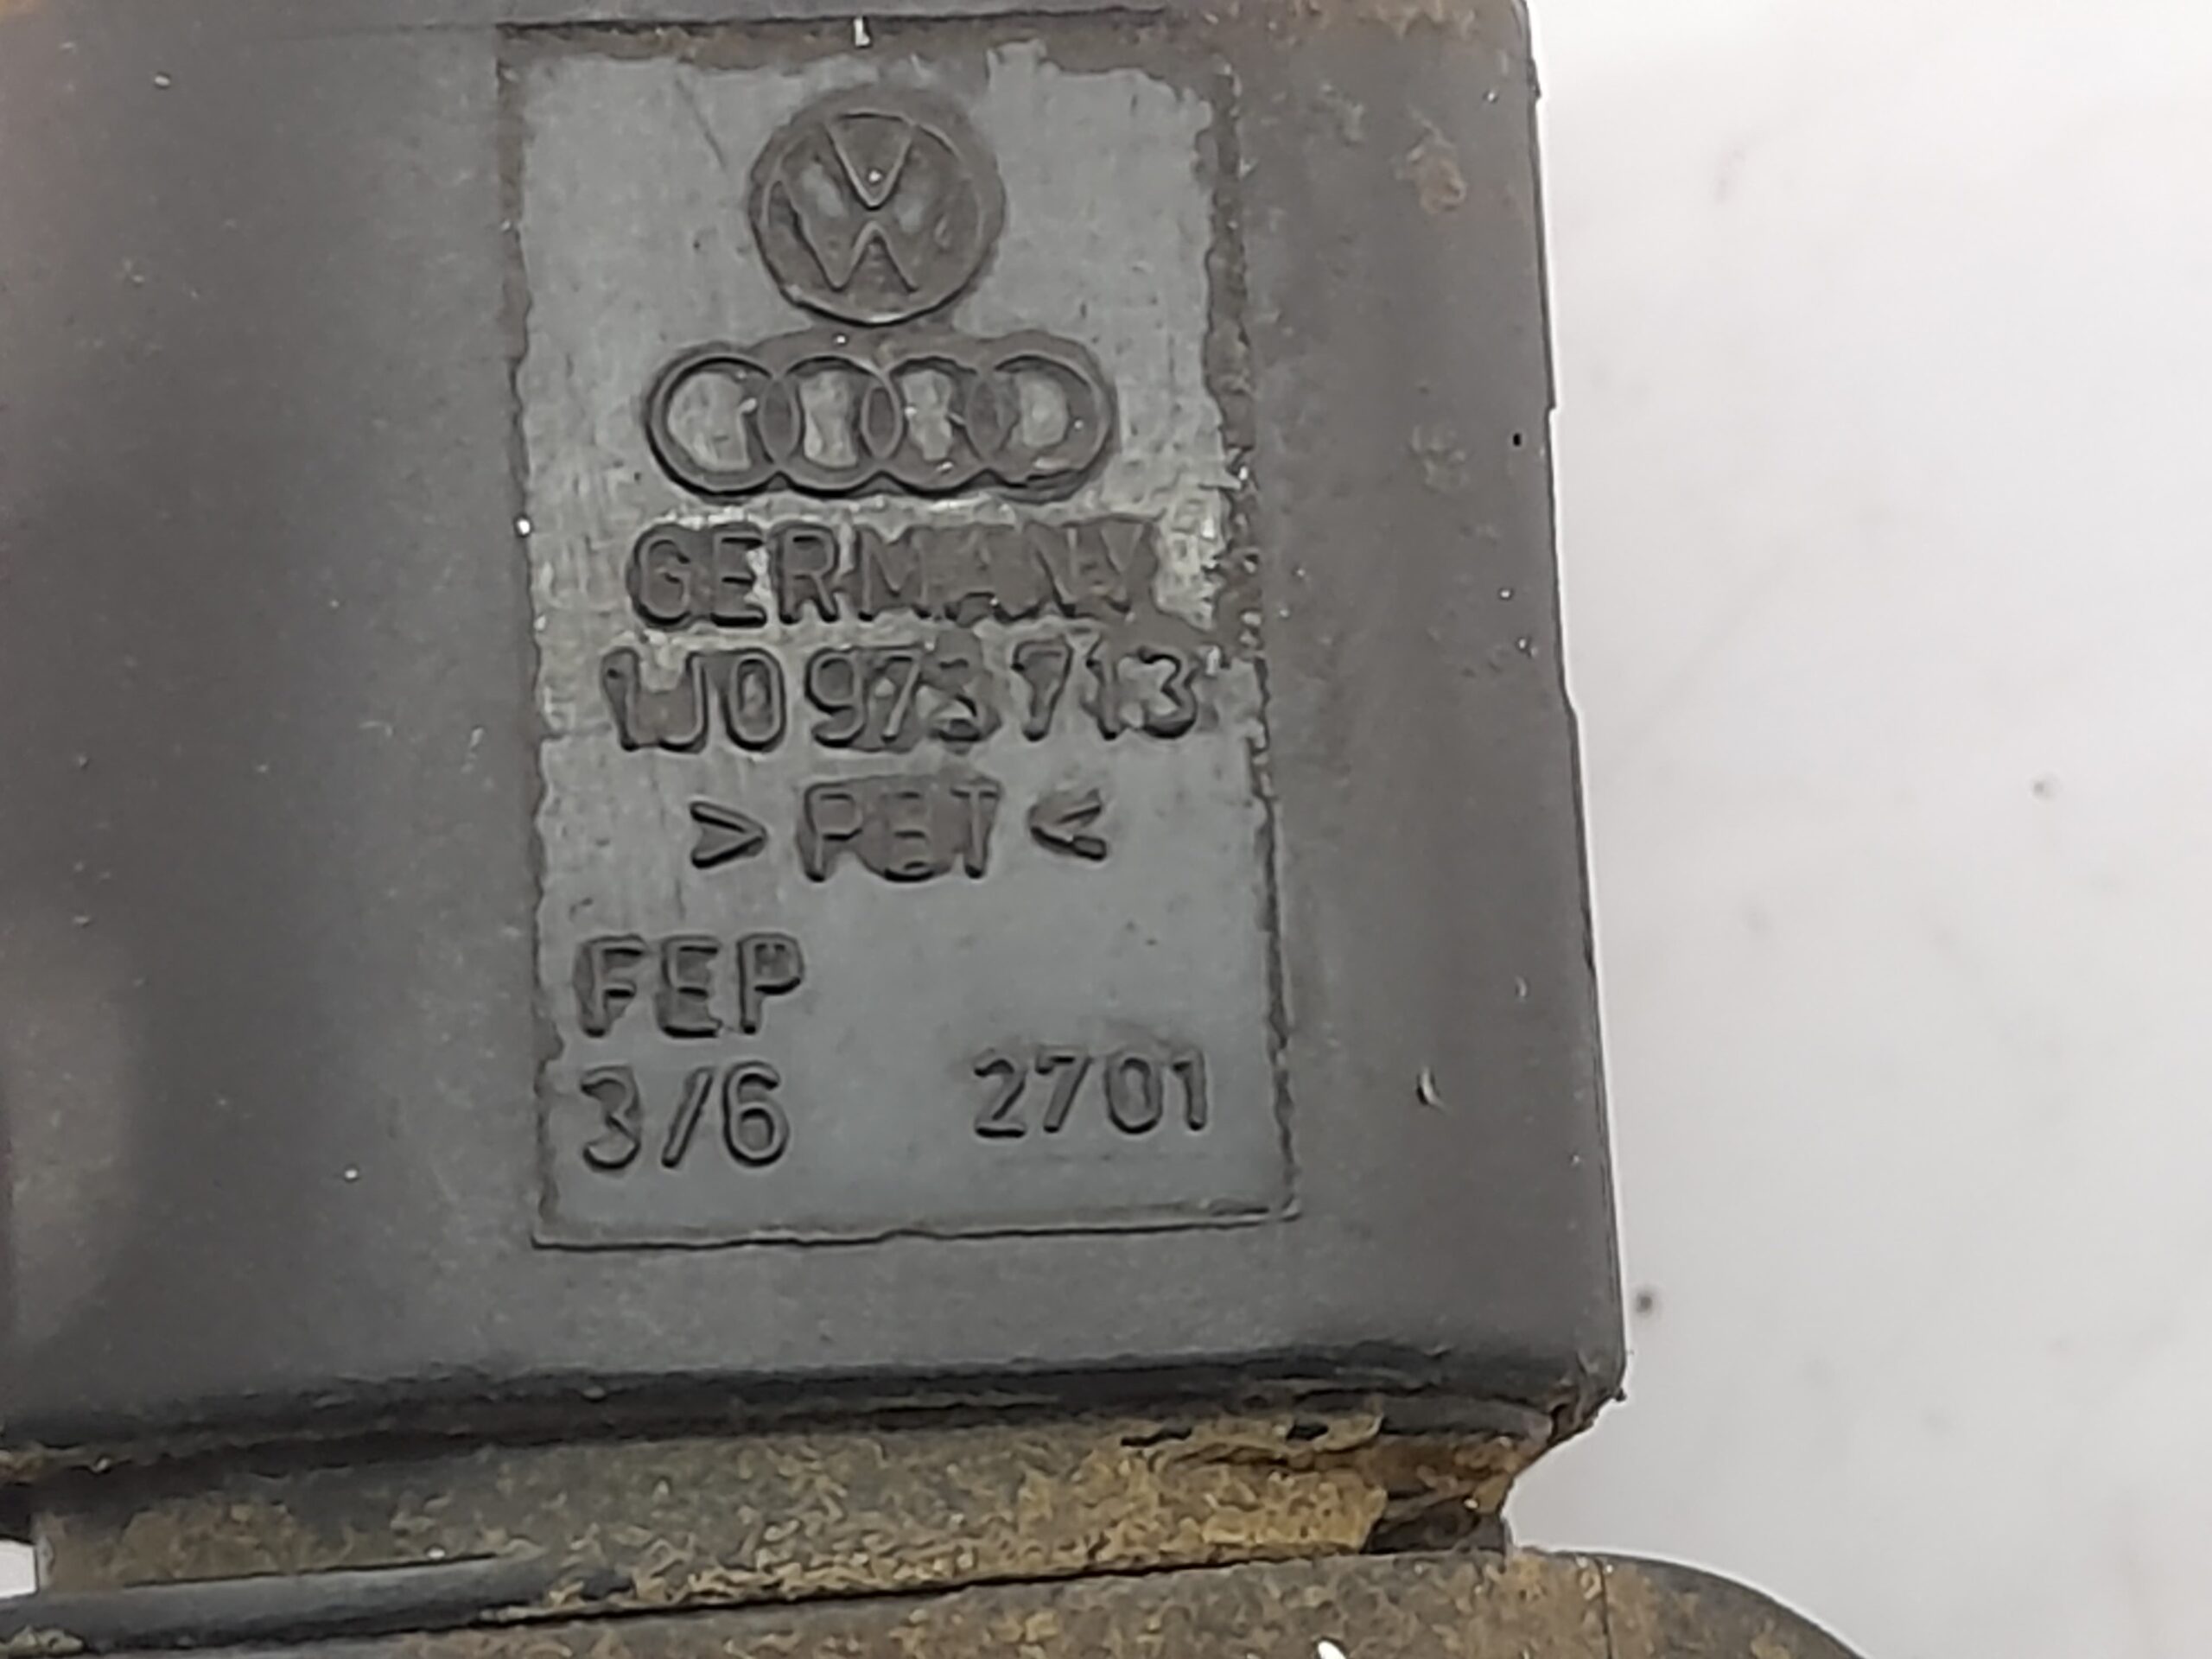 GERMANY
1J0 973 713
> PBT <
FEP
3/6 2701